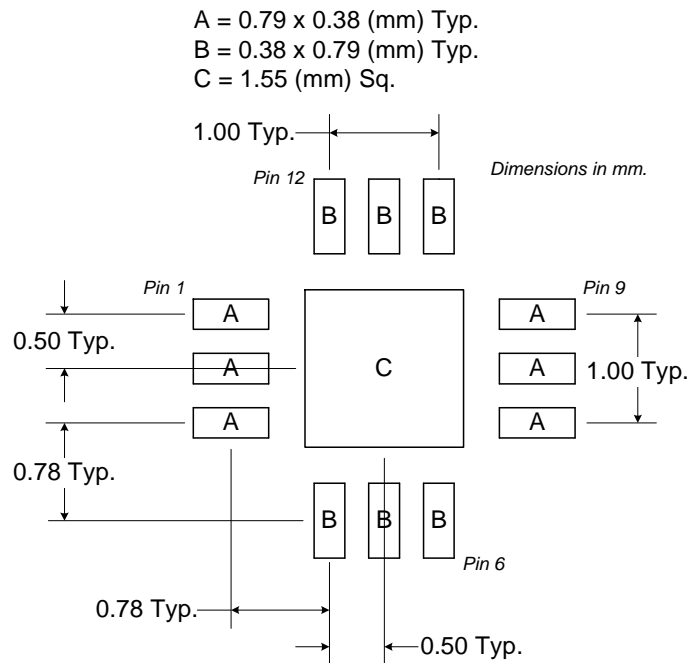 A = 0.79 x 0.38 (mm) Typ.
B = 0.38 x 0.79 (mm) Typ.
C = 1.55 (mm) Sq.
1.00 Typ.
Dimensions in mm.
Pin 12
B B B
Pin 1
Pin 9
A
A
0.50 Typ.
A
C
A
1.00 Typ.
A
A
0.78 Typ.
B B B
Pin 6
0.78 Typ.
0.50 Typ.